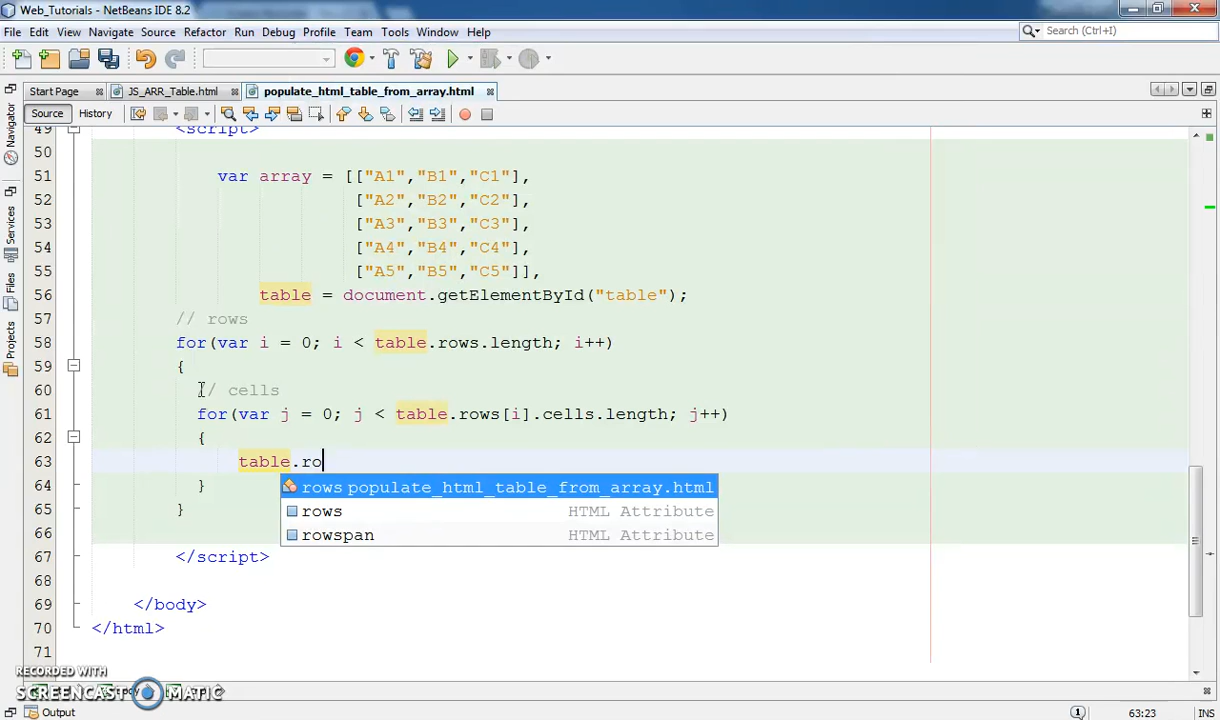 Web_Tutorials - NetBeans IDE 8.2
File Edit View Navigate Source Refactor Run Debug Profile Team Tools Window Help
Search (Ctrl+I)
Start Page JS_ARR_Table.html populate_html_table_from_array.html
Source History
Navigator
Services
Files
Projects
49 <script>
50
51 var array = [["A1","B1","C1"],
52 ["A2","B2","C2"],
53 ["A3","B3","C3"],
54 ["A4","B4","C4"],
55 ["A5","B5","C5"]],
56 table = document.getElementById("table");
57 // rows
58 for(var i = 0; i < table.rows.length; i++)
59 {
60 // cells
61 for(var j = 0; j < table.rows[i].cells.length; j++)
62 {
63 table.ro
rows populate_html_table_from_array.html
64 }
rows HTML Attribute
65 }
rowspan HTML Attribute
66
67 </script>
68
69 </body>
70 </html>
71
RECORDED WITH
SCREENCAST MATIC
Output
1 63:23 INS